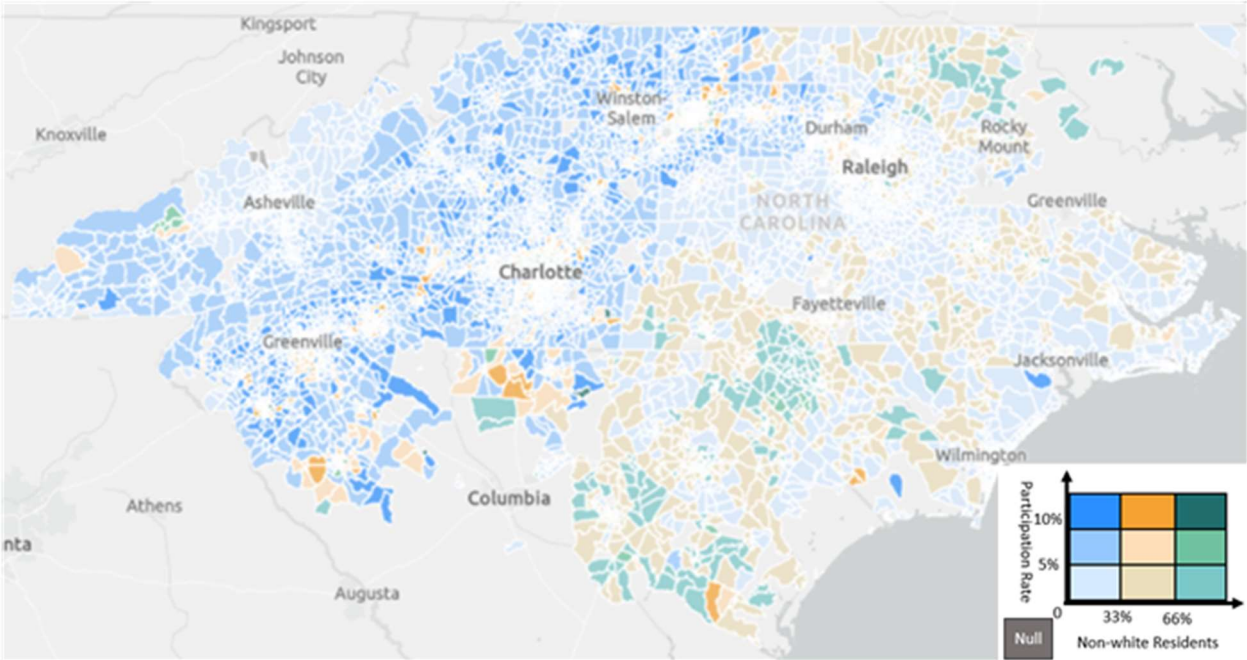 Kingsport
Johnson
City
Knoxville
Winston-
Salem
Durham
Rocky
Mount
Raleigh
Asheville
NORTH
CAROLINA
Greenville
Charlotte
Fayetteville
Greenville
Jacksonville
Wilmington
Columbia
Athens
nta
Augusta
Participation Rate
10%
5%
0
33%
66%
Non-white Residents
Null